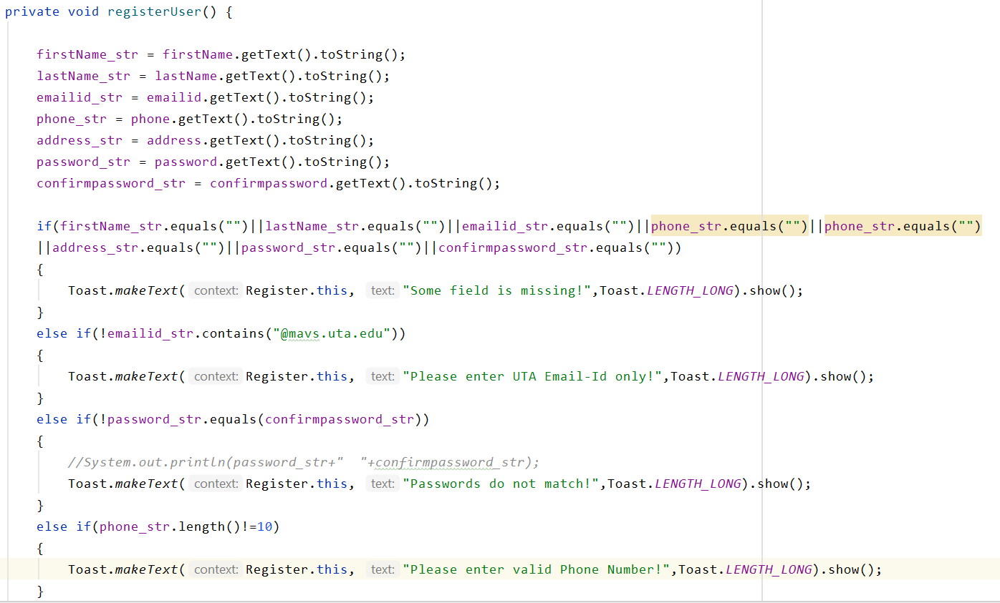 private void registerUser() {
firstName_str = firstName.getText().toString();
lastName_str = lastName.getText().toString();
emailid_str = emailid.getText().toString();
phone_str = phone.getText().toString();
address_str = address.getText().toString();
password_str = password.getText().toString();
confirmpassword_str = confirmpassword.getText().toString();
if(firstName_str.equals("")||lastName_str.equals("")||emailid_str.equals("")||phone_str.equals("")||phone_str.equals("")
||address_str.equals("")||password_str.equals("")||confirmpassword_str.equals(""))
{
Toast.makeText( context: Register.this, text: "Some field is missing!",Toast.LENGTH_LONG).show();
}
else if(!emailid_str.contains("@mavs.uta.edu"))
{
Toast.makeText( context: Register.this, text: "Please enter UTA Email-Id only!",Toast.LENGTH_LONG).show();
}
else if(!password_str.equals(confirmpassword_str))
{
//System.out.println(password_str+"  "+confirmpassword_str);
Toast.makeText( context: Register.this, text: "Passwords do not match!",Toast.LENGTH_LONG).show();
}
else if(phone_str.length()!=10)
{
Toast.makeText( context: Register.this, text: "Please enter valid Phone Number!",Toast.LENGTH_LONG).show();
}